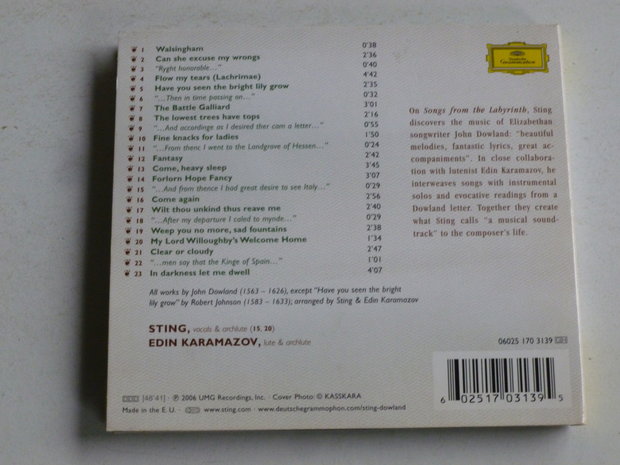 1 Walsingham 0'38
2 Can she excuse my wrongs 2'36
3 "Ryght honorable..." 0'40
4 Flow my tears (Lachrimae) 4'42
5 Have you seen the bright lily grow 2'35
6 "...Then in time passing on..." 0'32
7 The Battle Galliard 3'01
8 The lowest trees have tops 2'16
9 "...And accordinge as I desired ther cam a letter..." 0'55
10 Fine knacks for ladies 1'50
11 "...From thenc I went to the Landgrove of Hessen..." 0'24
12 Fantasy 2'42
13 Come, heavy sleep 3'45
14 Forlorn Hope Fancy 3'07
15 "...And from thence I had great desire to see Italy..." 0'29
16 Come again 2'56
17 Wilt thou unkind thus reave me 2'40
18 "...After my departure I caled to mynde..." 0'29
19 Weep you no more, sad fountains 2'38
20 My Lord Willoughby's Welcome Home 1'34
21 Clear or cloudy 2'47
22 "...men say that the Kinge of Spain..." 1'01
23 In darkness let me dwell 4'07
All works by John Dowland (1563 – 1626), except "Have you seen the bright
lily grow" by Robert Johnson (1583 – 1633); arranged by Sting & Edin Karamazov
STING, vocals & archlute (15, 20)
EDIN KARAMAZOV, lute & archlute
Deutsche
Grammophon
On Songs from the Labyrinth, Sting
discovers the music of Elizabethan
songwriter John Dowland: "beautiful
melodies, fantastic lyrics, great ac-
companiments". In close collabora-
tion with lutenist Edin Karamazov, he
interweaves songs with instrumental
solos and evocative readings from a
Dowland letter. Together they create
what Sting calls "a musical sound-
track" to the composer's life.
06025 170 3139
6 02517 03139 5
[48'41] · ℗ 2006 UMG Recordings, Inc. · Cover Photo: © KASSKARA
Made in the E. U. · www.sting.com · www.deutschegrammophon.com/sting-dowland